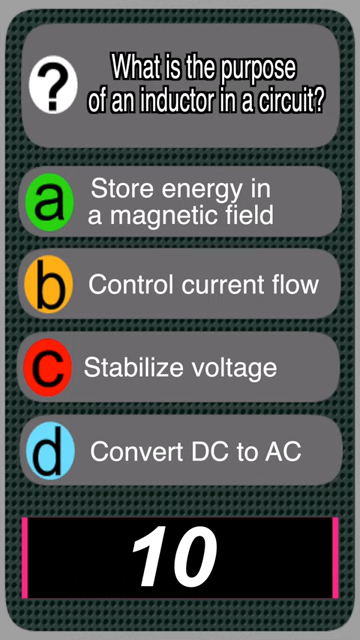 ?
What is the purpose
of an inductor in a circuit?
a
Store energy in
a magnetic field
b
Control current flow
c
Stabilize voltage
d
Convert DC to AC
10